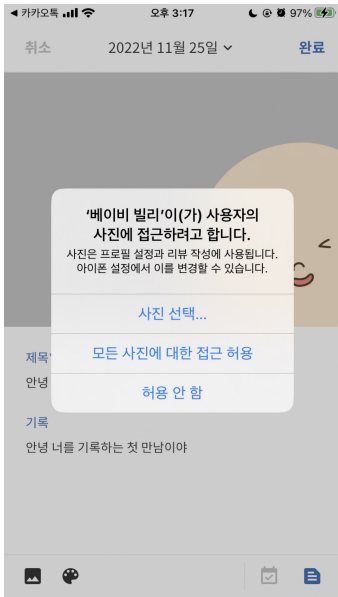 ◀ 카카오톡 오후 3:17 97%
취소 2022년 11월 25일 완료
‘베이비 빌리’이(가) 사용자의
사진에 접근하려고 합니다.
사진은 프로필 설정과 리뷰 작성에 사용됩니다.
아이폰 설정에서 이를 변경할 수 있습니다.
사진 선택...
모든 사진에 대한 접근 허용
허용 안 함
제목
안녕
기록
안녕 너를 기록하는 첫 만남이야